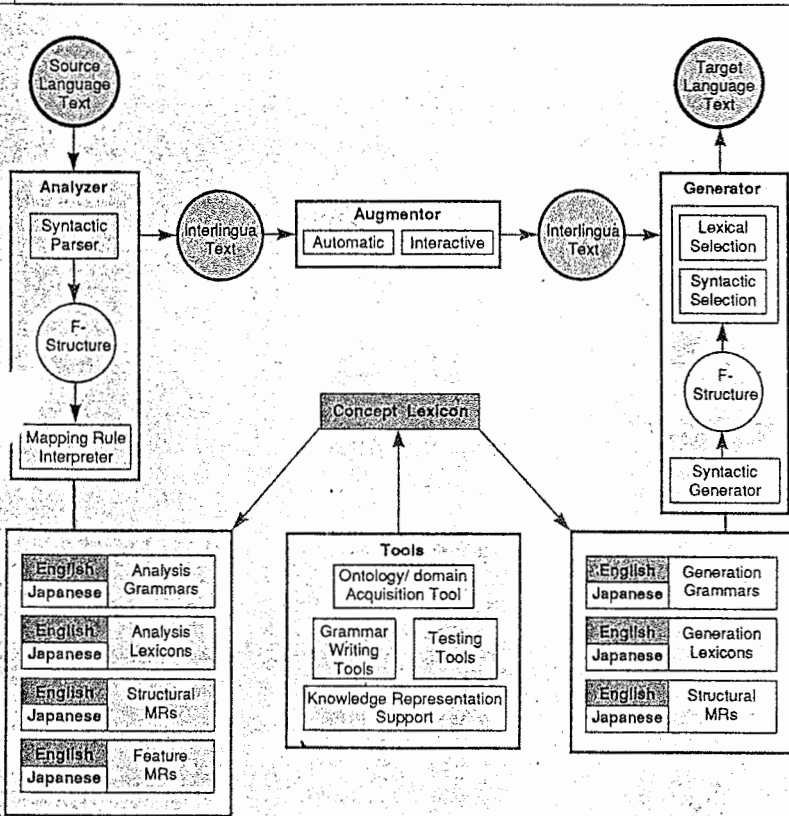 Source
Language
Text
Target
Language
Text
Analyzer
Syntactic
Parser
F-
Structure
Mapping Rule
Interpreter
Interlingua
Text
Augmentor
Automatic
Interactive
Interlingua
Text
Generator
Lexical
Selection
Syntactic
Selection
F-
Structure
Syntactic
Generator
Concept Lexicon
English
Japanese
Analysis
Grammars
English
Japanese
Analysis
Lexicons
English
Japanese
Structural
MRs
English
Japanese
Feature
MRs
Tools
Ontology/ domain
Acquisition Tool
Grammar
Writing
Tools
Testing
Tools
Knowledge Representation
Support
English
Japanese
Generation
Grammars
English
Japanese
Generation
Lexicons
English
Japanese
Structural
MRs